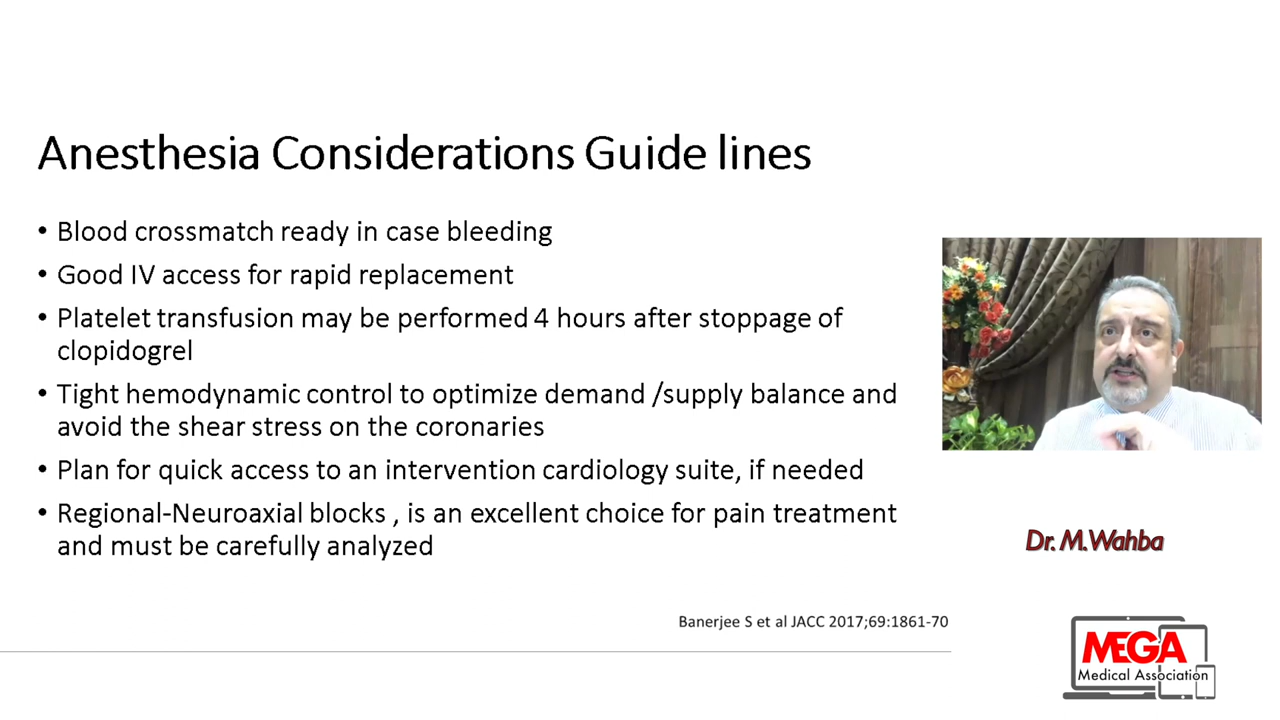 Anesthesia Considerations Guide lines
• Blood crossmatch ready in case bleeding
• Good IV access for rapid replacement
• Platelet transfusion may be performed 4 hours after stoppage of
clopidogrel
• Tight hemodynamic control to optimize demand /supply balance and
avoid the shear stress on the coronaries
• Plan for quick access to an intervention cardiology suite, if needed
• Regional-Neuroaxial blocks , is an excellent choice for pain treatment
and must be carefully analyzed
Dr. M.Wahba
Banerjee S et al JACC 2017;69:1861-70
MEGA
Medical Association